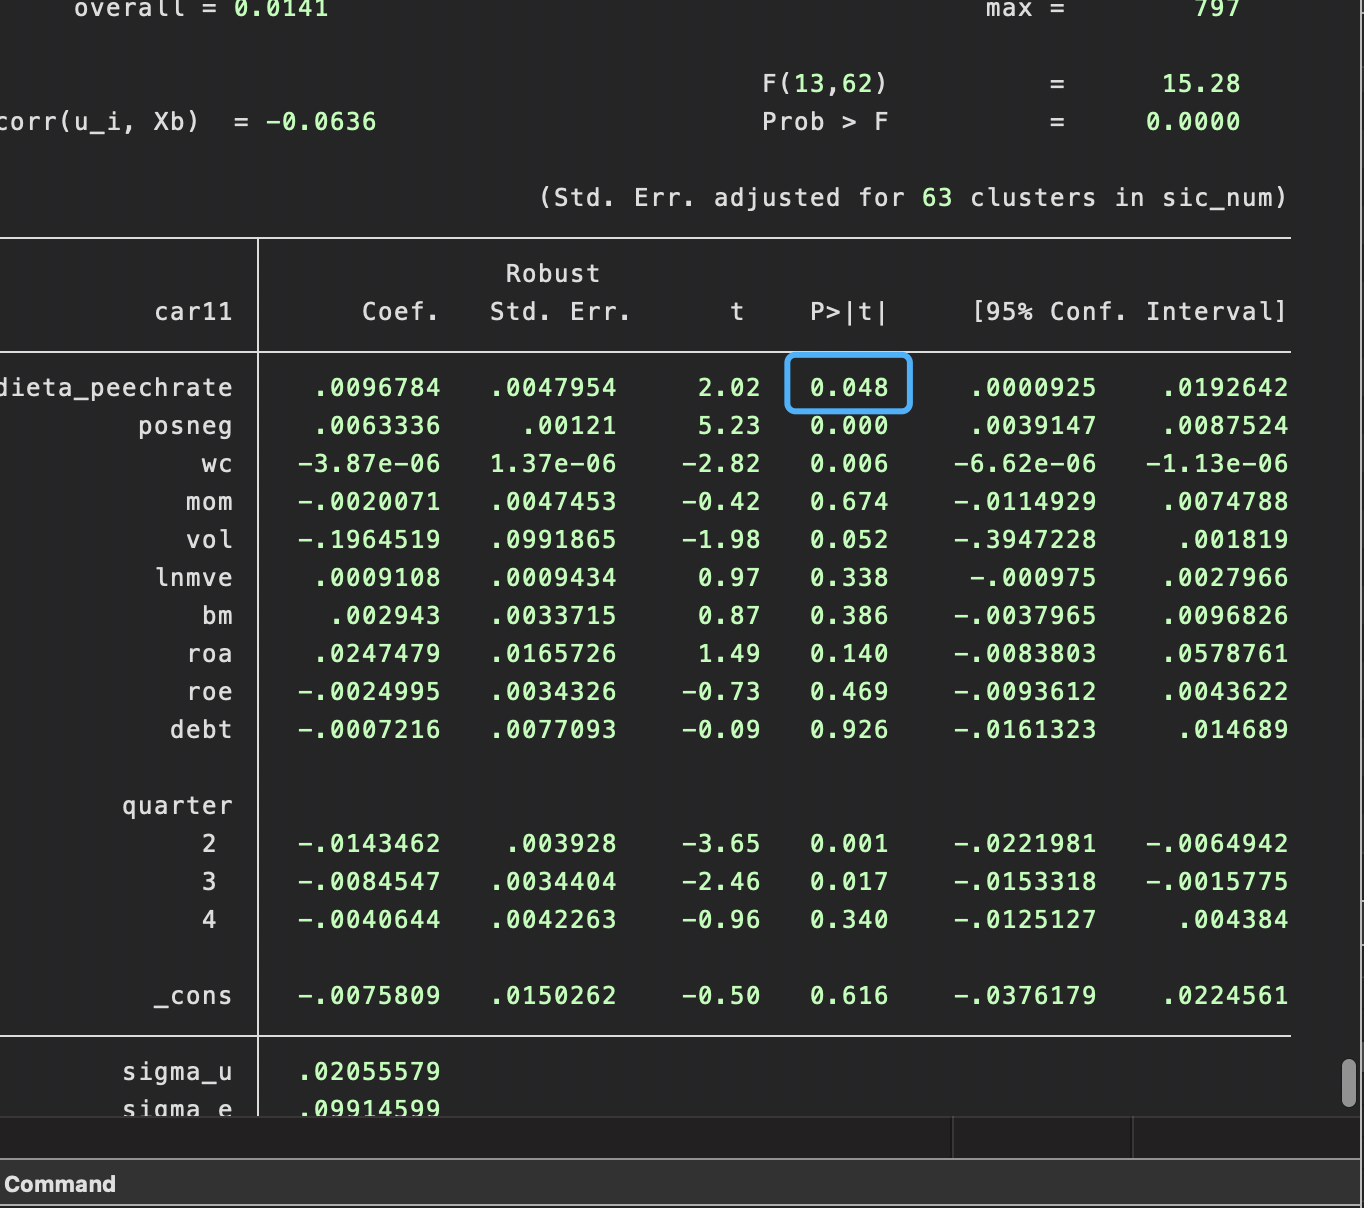 overall = 0.0141 max = 797
F(13,62) = 15.28
corr(u_i, Xb) = -0.0636 Prob > F = 0.0000
(Std. Err. adjusted for 63 clusters in sic_num)
Robust
car11 Coef. Std. Err. t P>|t| [95% Conf. Interval]
dieta_peechrate .0096784 .0047954 2.02 0.048 .0000925 .0192642
posneg .0063336 .00121 5.23 0.000 .0039147 .0087524
wc -3.87e-06 1.37e-06 -2.82 0.006 -6.62e-06 -1.13e-06
mom -.0020071 .0047453 -0.42 0.674 -.0114929 .0074788
vol -.1964519 .0991865 -1.98 0.052 -.3947228 .001819
lnmve .0009108 .0009434 0.97 0.338 -.000975 .0027966
bm .002943 .0033715 0.87 0.386 -.0037965 .0096826
roa .0247479 .0165726 1.49 0.140 -.0083803 .0578761
roe -.0024995 .0034326 -0.73 0.469 -.0093612 .0043622
debt -.0007216 .0077093 -0.09 0.926 -.0161323 .014689
quarter
2 -.0143462 .003928 -3.65 0.001 -.0221981 -.0064942
3 -.0084547 .0034404 -2.46 0.017 -.0153318 -.0015775
4 -.0040644 .0042263 -0.96 0.340 -.0125127 .004384
_cons -.0075809 .0150262 -0.50 0.616 -.0376179 .0224561
sigma_u .02055579
sigma_e .09914599
Command